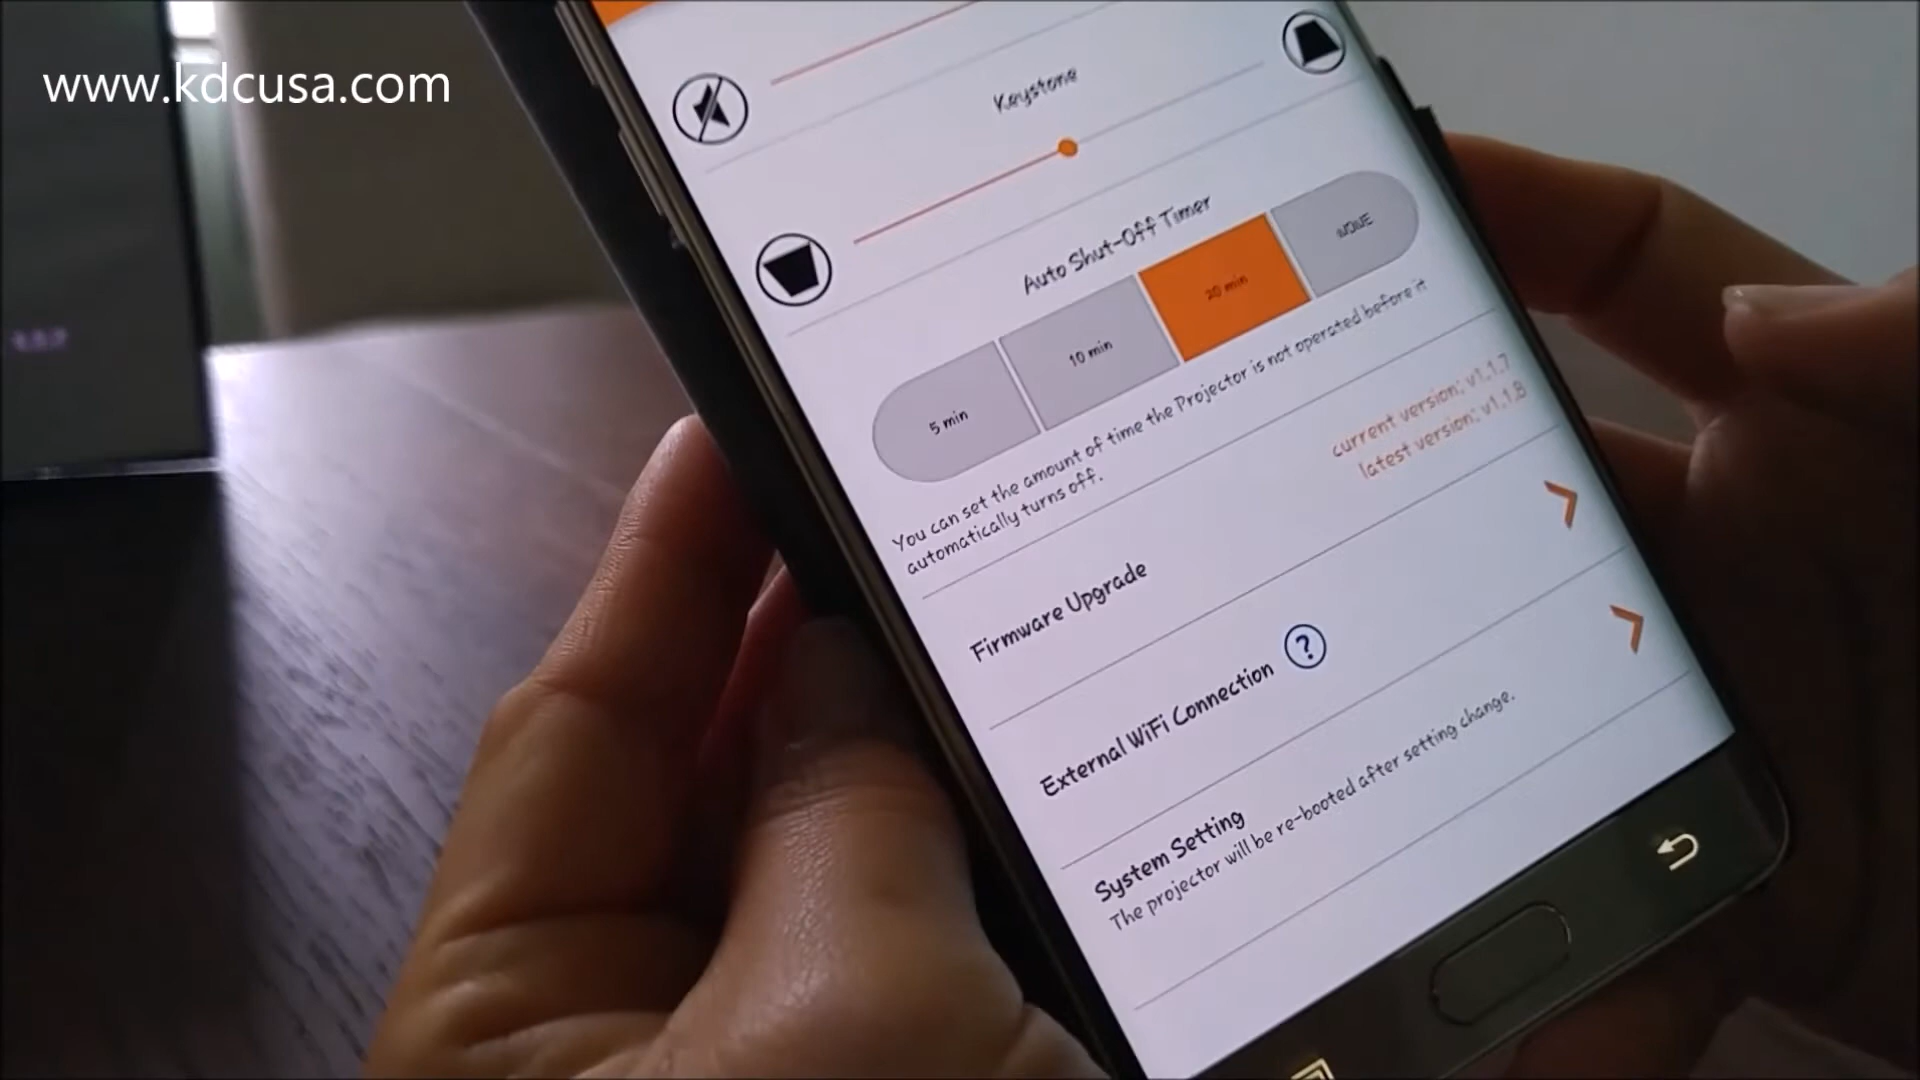 www.kdcusa.com
Keystone
Auto Shut-Off Timer
5 min
10 min
20 min
NONE
You can set the amount of time the Projector is not operated before it
automatically turns off.
current version: v1.1.7
latest version: v1.1.8
Firmware Upgrade
External WiFi Connection ?
System Setting
The projector will be re-booted after setting change.